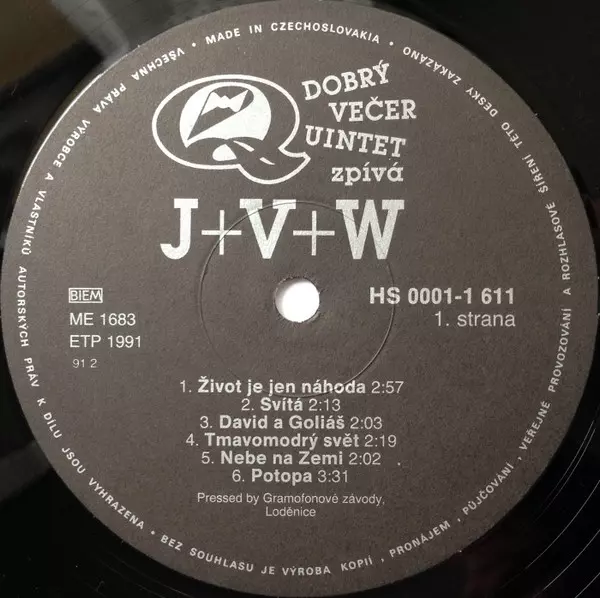 VŠECHNA PRÁVA VÝROBCE A VLASTNÍKŮ AUTORSKÝCH PRÁV K DÍLU JSOU VYHRAZENA • BEZ SOUHLASU JE VÝROBA KOPIÍ, PRONÁJEM, PŮJČOVÁNÍ, VEŘEJNÉ PROVOZOVÁNÍ A ROZHLASOVÉ ŠÍŘENÍ TÉTO DESKY ZAKÁZÁNO • MADE IN CZECHOSLOVAKIA •
DOBRÝ
VEČER
QUINTET
zpívá
J+V+W
BIEM
ME 1683
ETP 1991
91 2
HS 0001-1 611
1. strana
1. Život je jen náhoda 2:57
2. Svítá 2:13
3. David a Goliáš 2:03
4. Tmavomodrý svět 2:19
5. Nebe na Zemi 2:02
6. Potopa 3:31
Pressed by Gramofonové závody,
Loděnice